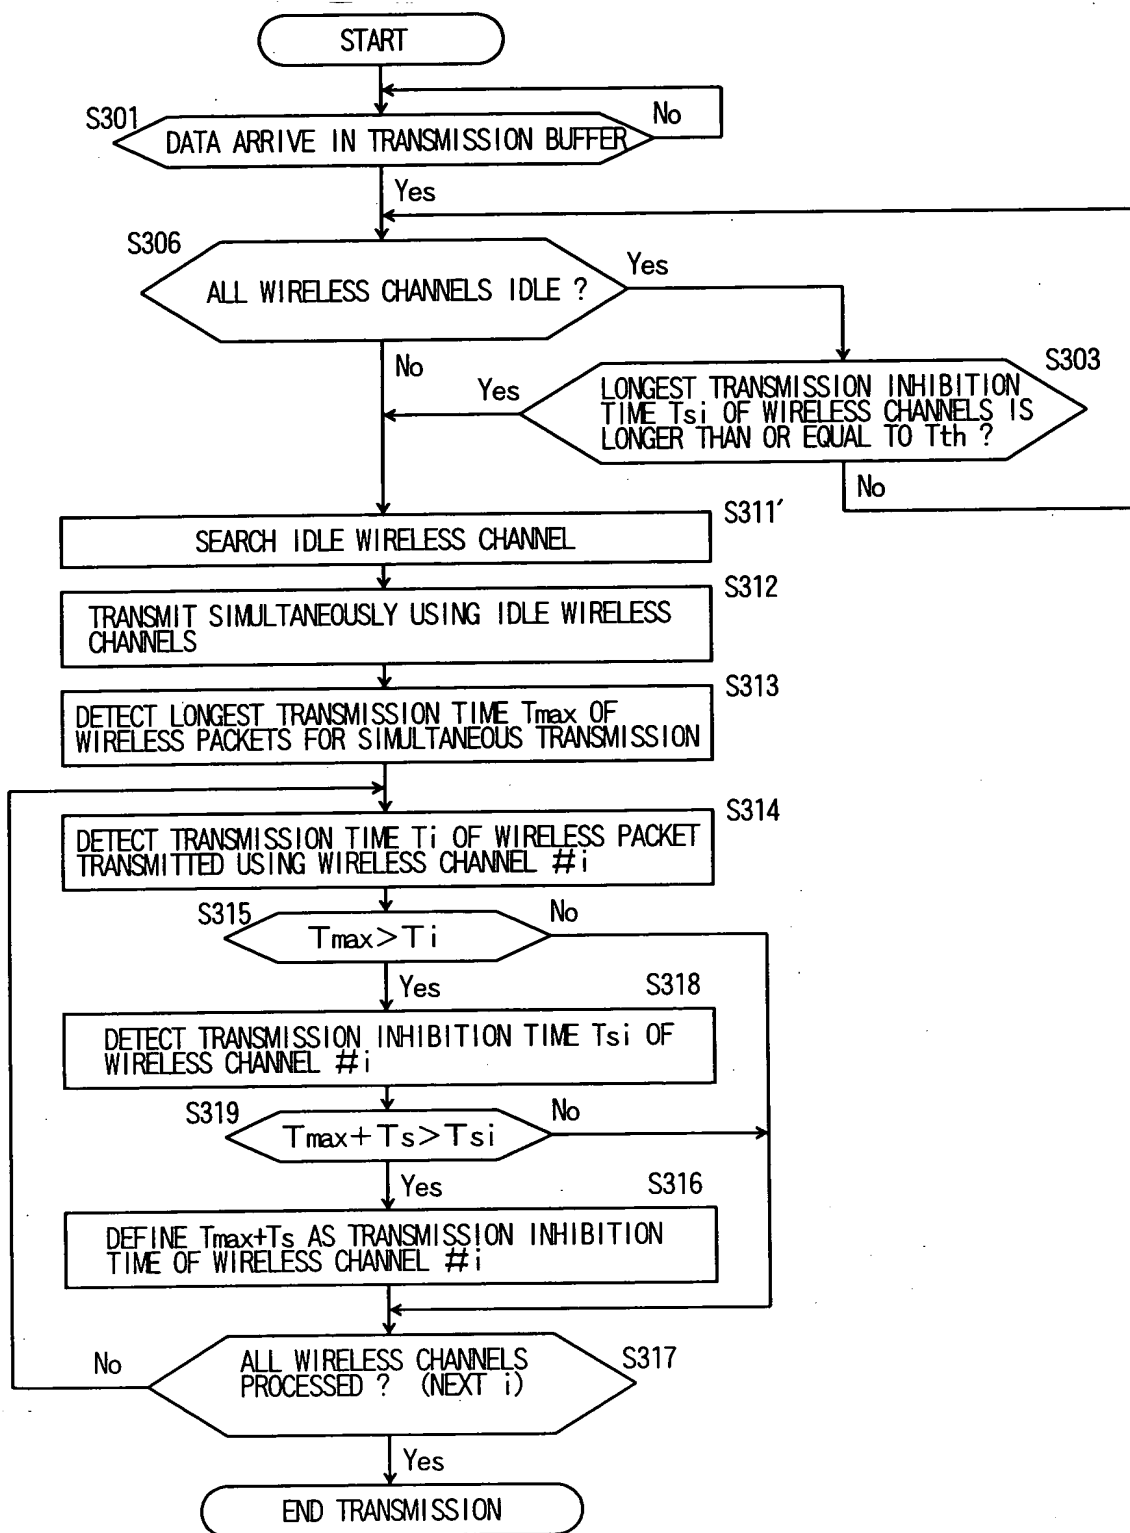 START
No
S301
DATA ARRIVE IN TRANSMISSION BUFFER
Yes
S306
ALL WIRELESS CHANNELS IDLE ?
Yes
No
S303
LONGEST TRANSMISSION INHIBITION
TIME Tsi OF WIRELESS CHANNELS IS
LONGER THAN OR EQUAL TO Tth ?
Yes
No
S311′
SEARCH IDLE WIRELESS CHANNEL
S312
TRANSMIT SIMULTANEOUSLY USING IDLE WIRELESS
CHANNELS
S313
DETECT LONGEST TRANSMISSION TIME Tmax OF
WIRELESS PACKETS FOR SIMULTANEOUS TRANSMISSION
S314
DETECT TRANSMISSION TIME Ti OF WIRELESS PACKET
TRANSMITTED USING WIRELESS CHANNEL #i
S315
Tmax>Ti
No
Yes
S318
DETECT TRANSMISSION INHIBITION TIME Tsi OF
WIRELESS CHANNEL #i
S319
Tmax+Ts>Tsi
No
Yes
S316
DEFINE Tmax+Ts AS TRANSMISSION INHIBITION
TIME OF WIRELESS CHANNEL #i
No
ALL WIRELESS CHANNELS
PROCESSED ? (NEXT i)
S317
Yes
END TRANSMISSION